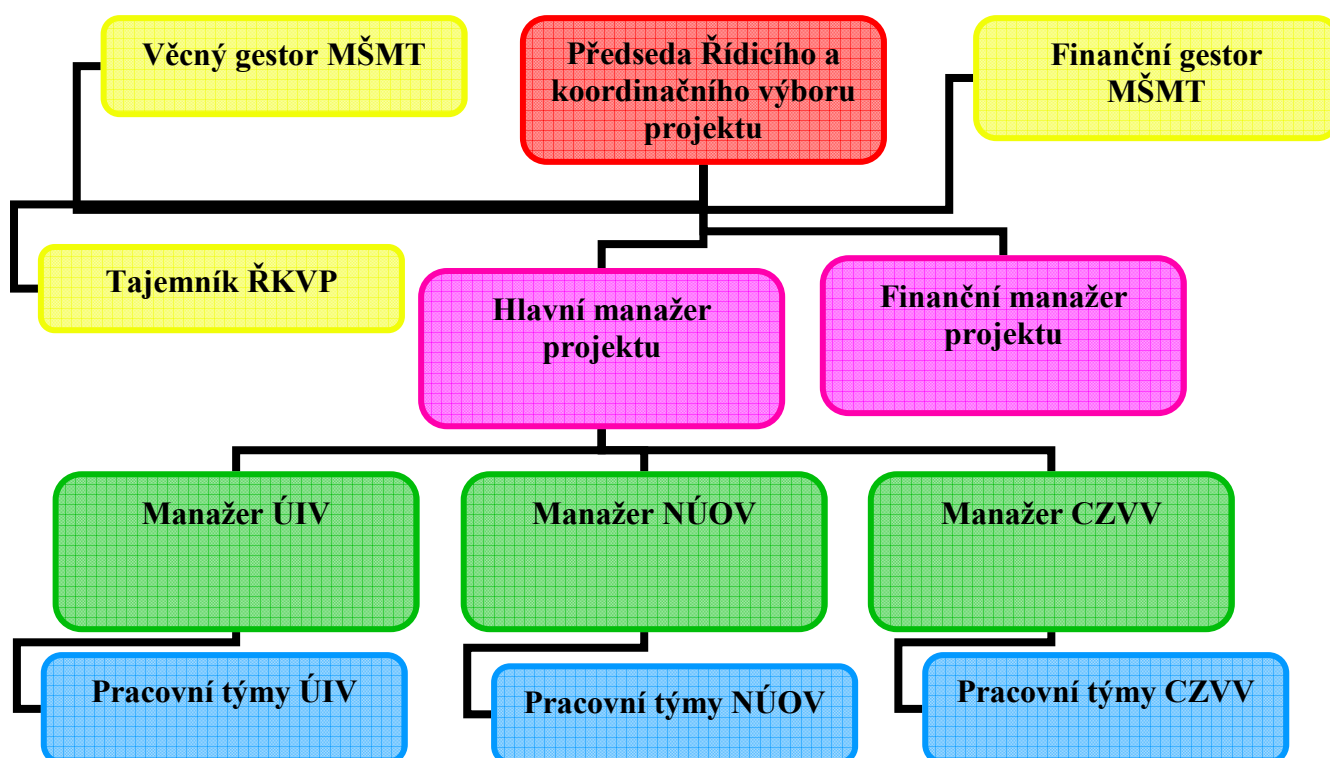 Věcný gestor MŠMT
Předseda Řídicího a
koordinačního výboru
projektu
Finanční gestor
MŠMT
Tajemník ŘKVP
Hlavní manažer
projektu
Finanční manažer
projektu
Manažer ÚIV
Manažer NÚOV
Manažer CZVV
Pracovní týmy ÚIV
Pracovní týmy NÚOV
Pracovní týmy CZVV